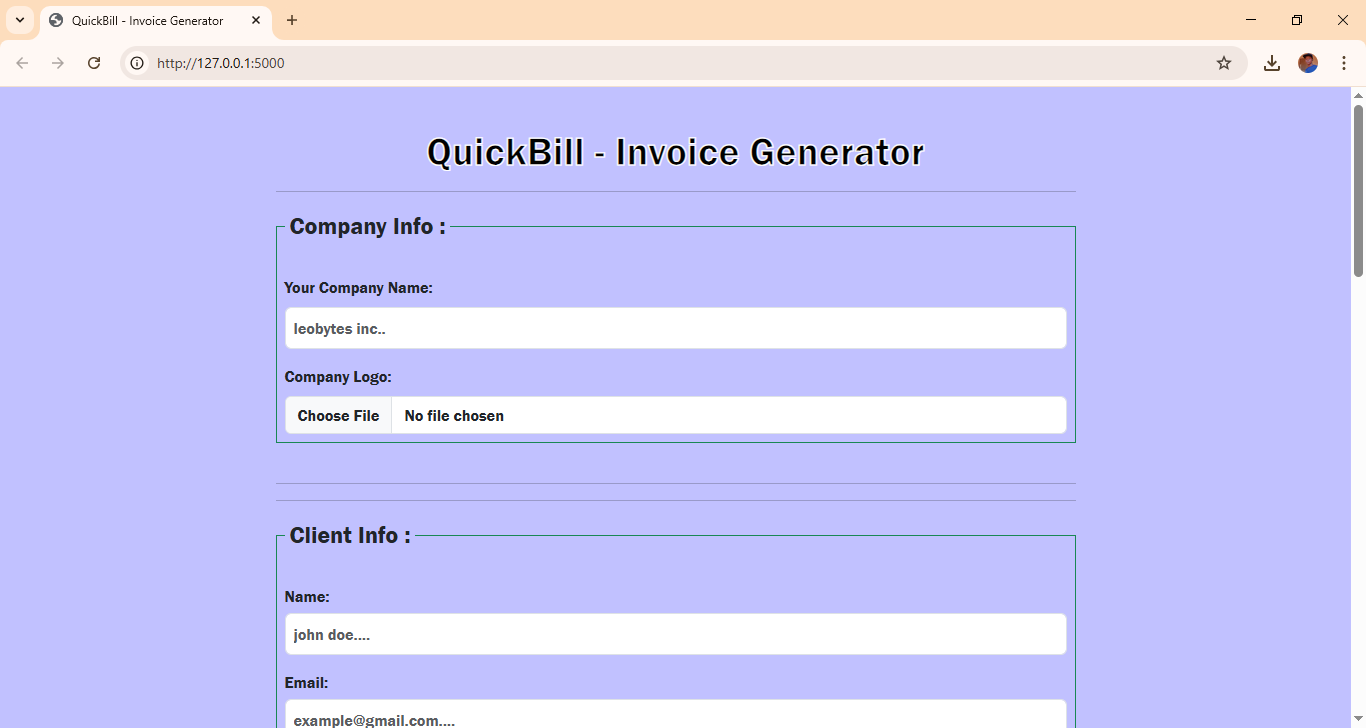 QuickBill - Invoice Generator
http://127.0.0.1:5000
QuickBill - Invoice Generator
Company Info :
Your Company Name:
leobytes inc..
Company Logo:
Choose File No file chosen
Client Info :
Name:
john doe....
Email:
example@gmail.com....